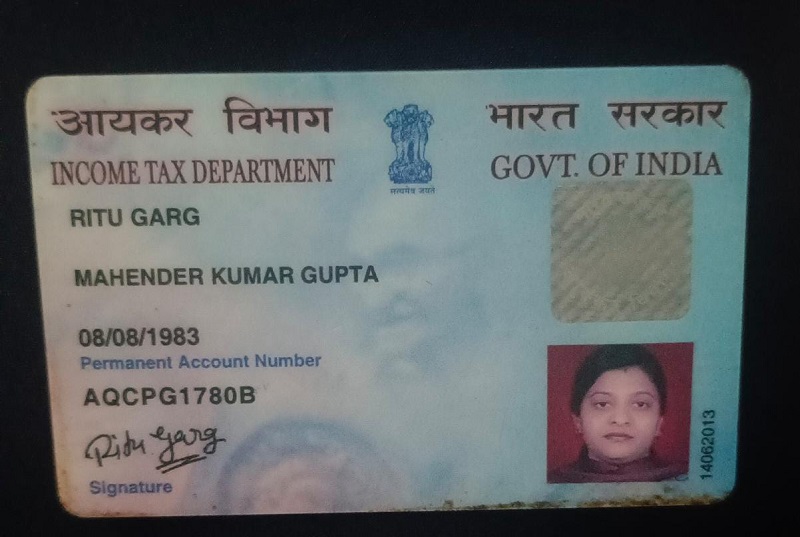 आयकर विभाग
भारत सरकार
INCOME TAX DEPARTMENT
GOVT. OF INDIA
सत्यमेव जयते
RITU GARG
MAHENDER KUMAR GUPTA
08/08/1983
Permanent Account Number
AQCPG1780B
Ritu Garg
Signature
14062013